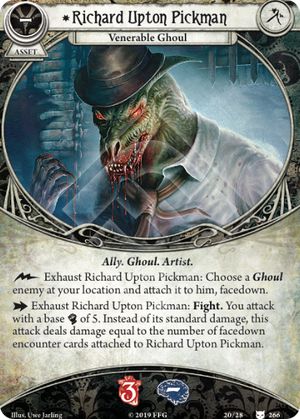 *Richard Upton Pickman
Venerable Ghoul
ASSET
Ally. Ghoul. Artist.
Exhaust Richard Upton Pickman: Choose a Ghoul
enemy at your location and attach it to him, facedown.
Exhaust Richard Upton Pickman: Fight. You attack
with a base of 5. Instead of its standard damage, this
attack deals damage equal to the number of facedown
encounter cards attached to Richard Upton Pickman.
3
–
Illus. Uwe Jarling
© 2019 FFG
20/28
266